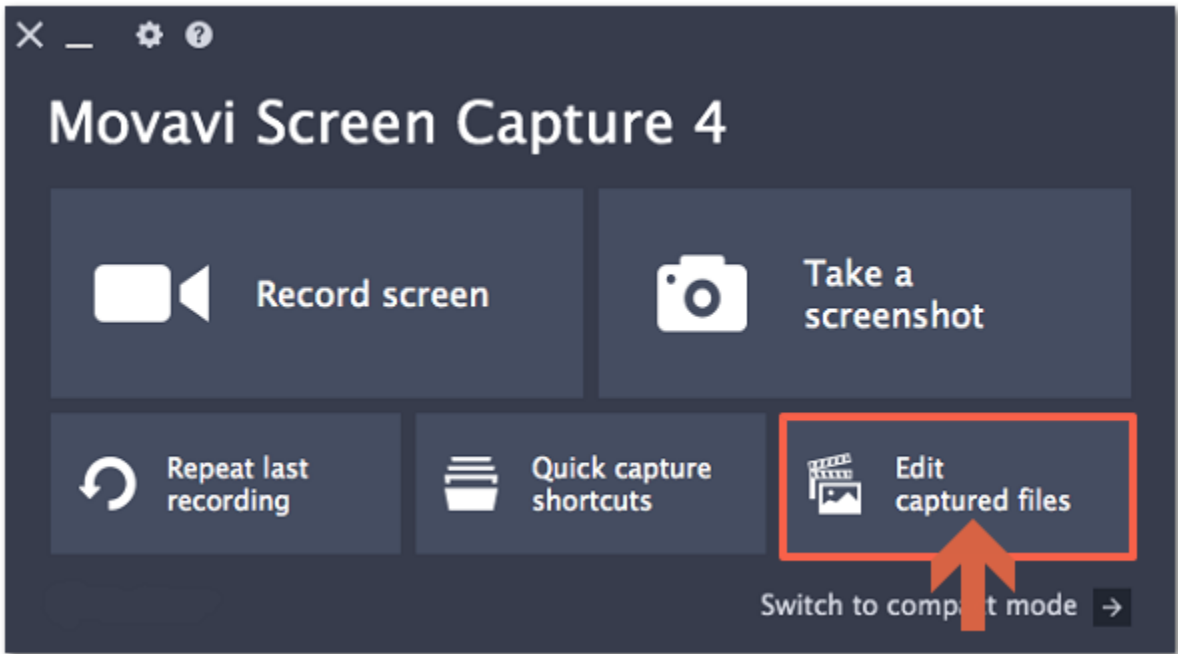 Movavi Screen Capture 4
Record screen
Take a
screenshot
Repeat last
recording
Quick capture
shortcuts
Edit
captured files
Switch to compact mode